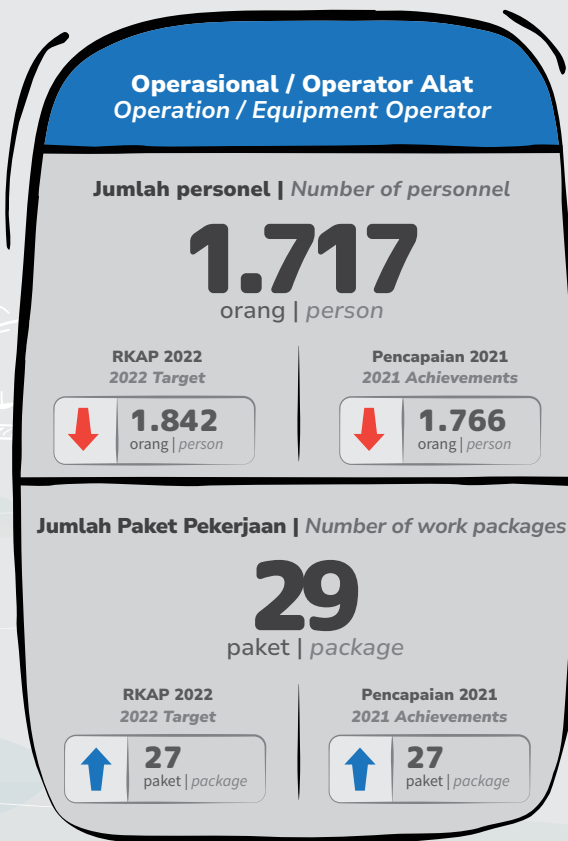 Operasional / Operator Alat
Operation / Equipment Operator
Jumlah personel | Number of personnel
1.717
orang | person
RKAP 2022
2022 Target
1.842
orang | person
Pencapaian 2021
2021 Achievements
1.766
orang | person
Jumlah Paket Pekerjaan | Number of work packages
29
paket | package
RKAP 2022
2022 Target
27
paket | package
Pencapaian 2021
2021 Achievements
27
paket | package